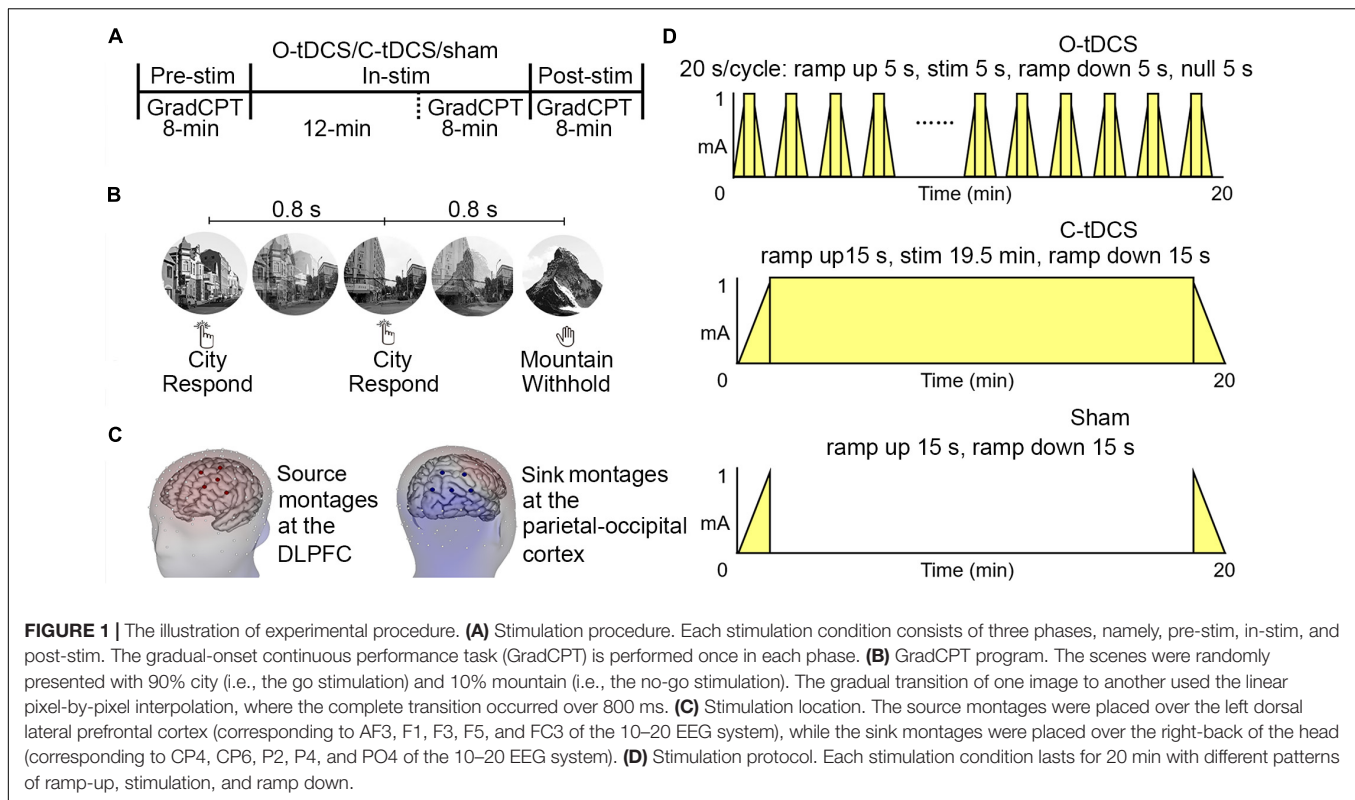 A
O-tDCS/C-tDCS/sham
Pre-stim
In-stim
Post-stim
GradCPT
8-min
12-min
GradCPT
8-min
GradCPT
8-min
B
0.8 s
0.8 s
City
Respond
City
Respond
Mountain
Withhold
C
Source
montages
at the
DLPFC
Sink montages
at the
parietal-occipital
cortex
D
O-tDCS
20 s/cycle: ramp up 5 s, stim 5 s, ramp down 5 s, null 5 s
1
mA
......
0
Time (min)
20
C-tDCS
ramp up15 s, stim 19.5 min, ramp down 15 s
1
mA
0
Time (min)
20
Sham
ramp up 15 s, ramp down 15 s
1
mA
0
Time (min)
20
FIGURE 1 | The illustration of experimental procedure. (A) Stimulation procedure. Each stimulation condition consists of three phases, namely, pre-stim, in-stim, and
post-stim. The gradual-onset continuous performance task (GradCPT) is performed once in each phase. (B) GradCPT program. The scenes were randomly
presented with 90% city (i.e., the go stimulation) and 10% mountain (i.e., the no-go stimulation). The gradual transition of one image to another used the linear
pixel-by-pixel interpolation, where the complete transition occurred over 800 ms. (C) Stimulation location. The source montages were placed over the left dorsal
lateral prefrontal cortex (corresponding to AF3, F1, F3, F5, and FC3 of the 10–20 EEG system), while the sink montages were placed over the right-back of the head
(corresponding to CP4, CP6, P2, P4, and PO4 of the 10–20 EEG system). (D) Stimulation protocol. Each stimulation condition lasts for 20 min with different patterns
of ramp-up, stimulation, and ramp down.